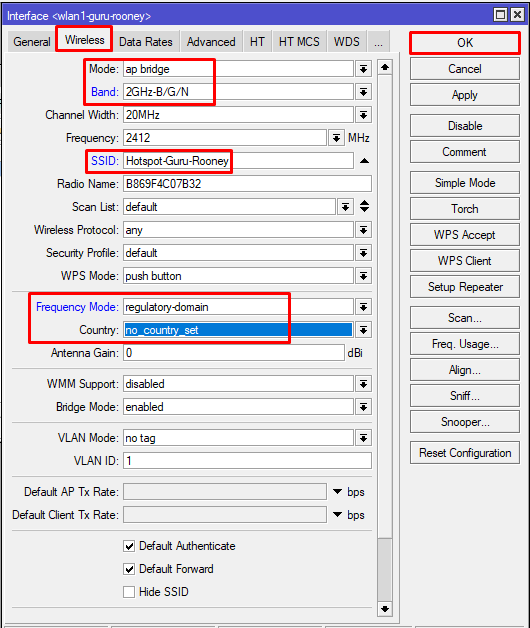 Interface <wlan1-guru-rooney>
General Wireless Data Rates Advanced HT HT MCS WDS ...
Mode: ap bridge
Band: 2GHz-B/G/N
Channel Width: 20MHz
Frequency: 2412 MHz
SSID: Hotspot-Guru-Rooney
Radio Name: B869F4C07B32
Scan List: default
Wireless Protocol: any
Security Profile: default
WPS Mode: push button
Frequency Mode: regulatory-domain
Country: no_country_set
Antenna Gain: 0 dBi
WMM Support: disabled
Bridge Mode: enabled
VLAN Mode: no tag
VLAN ID: 1
Default AP Tx Rate: bps
Default Client Tx Rate: bps
Default Authenticate
Default Forward
Hide SSID
OK
Cancel
Apply
Disable
Comment
Simple Mode
Torch
WPS Accept
WPS Client
Setup Repeater
Scan...
Freq. Usage...
Align...
Sniff...
Snooper...
Reset Configuration